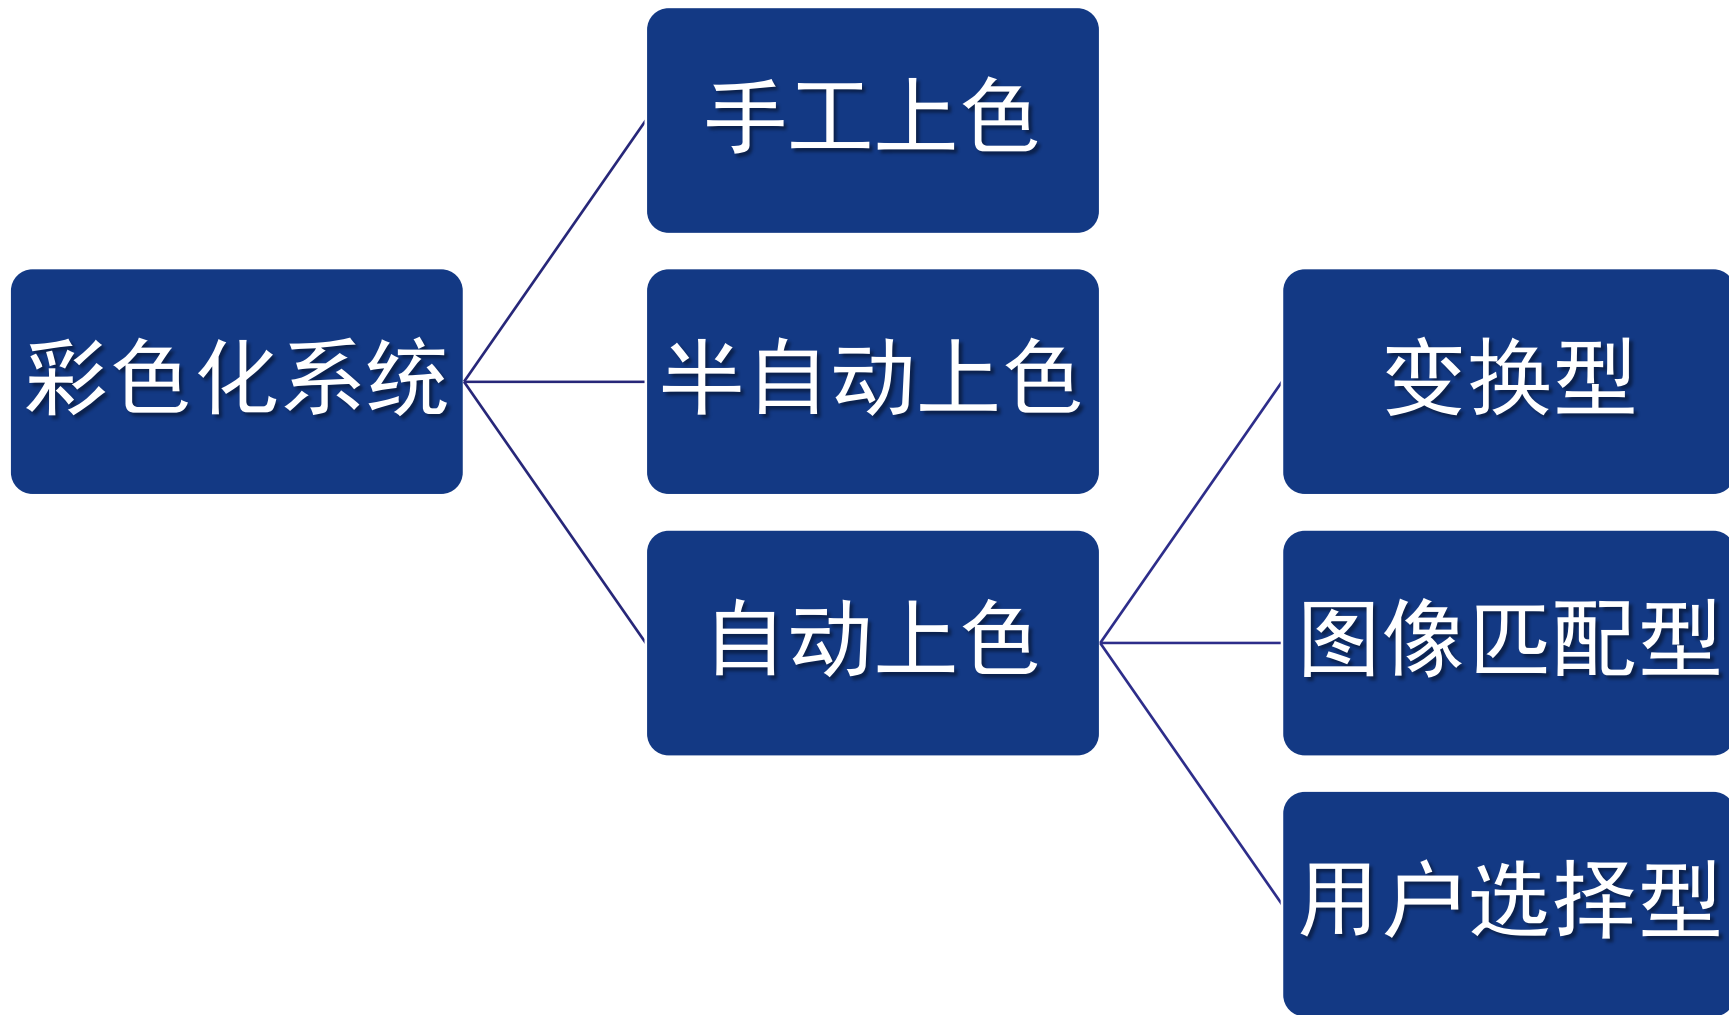 彩色化系统
手工上色
半自动上色
自动上色
变换型
图像匹配型
用户选择型